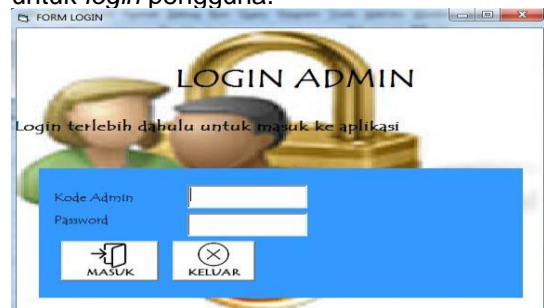 untuk login pengguna.
FORM LOGIN
LOGIN ADMIN
Login terlebih dahulu untuk masuk ke aplikasi
Kode Admin
Password
MASUK
KELUAR